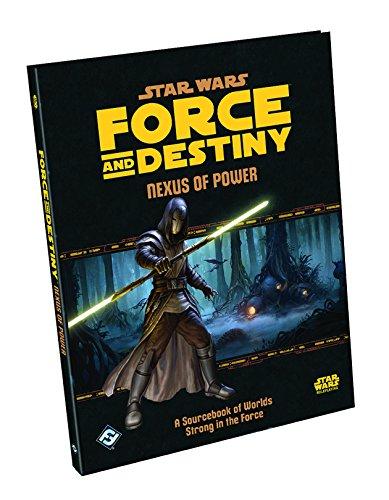 STAR WARS
FORCE
AND DESTINY
NEXUS OF POWER
A Sourcebook of Worlds
Strong in the Force
STAR
WARS
ROLEPLAYING
FORCE AND DESTINY
NEXUS OF POWER